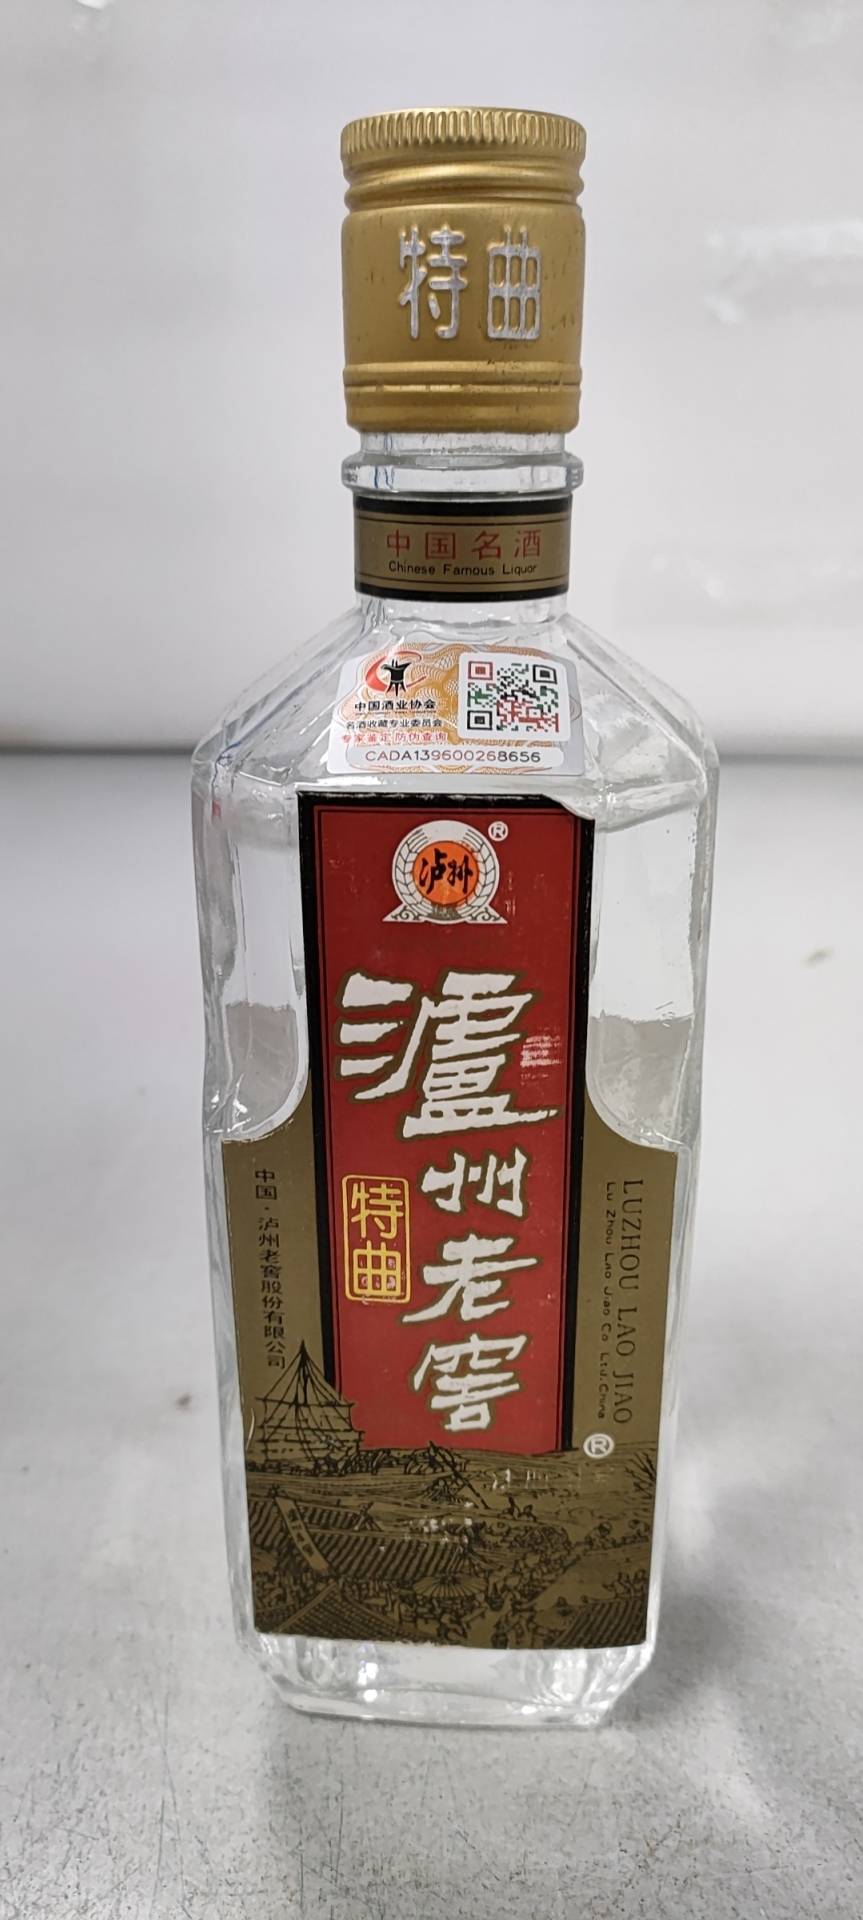 特曲
中国名酒
Chinese Famous Liquor
中国酒业协会
名酒收藏专业委员会
专家鉴定 防伪查询
CADA139600268656
泸州
®
瀘州老窖
特曲
中国·泸州老窖股份有限公司
LUZHOU LAO JIAO
Lu Zhou Lao Jiao Co Ltd.China
®